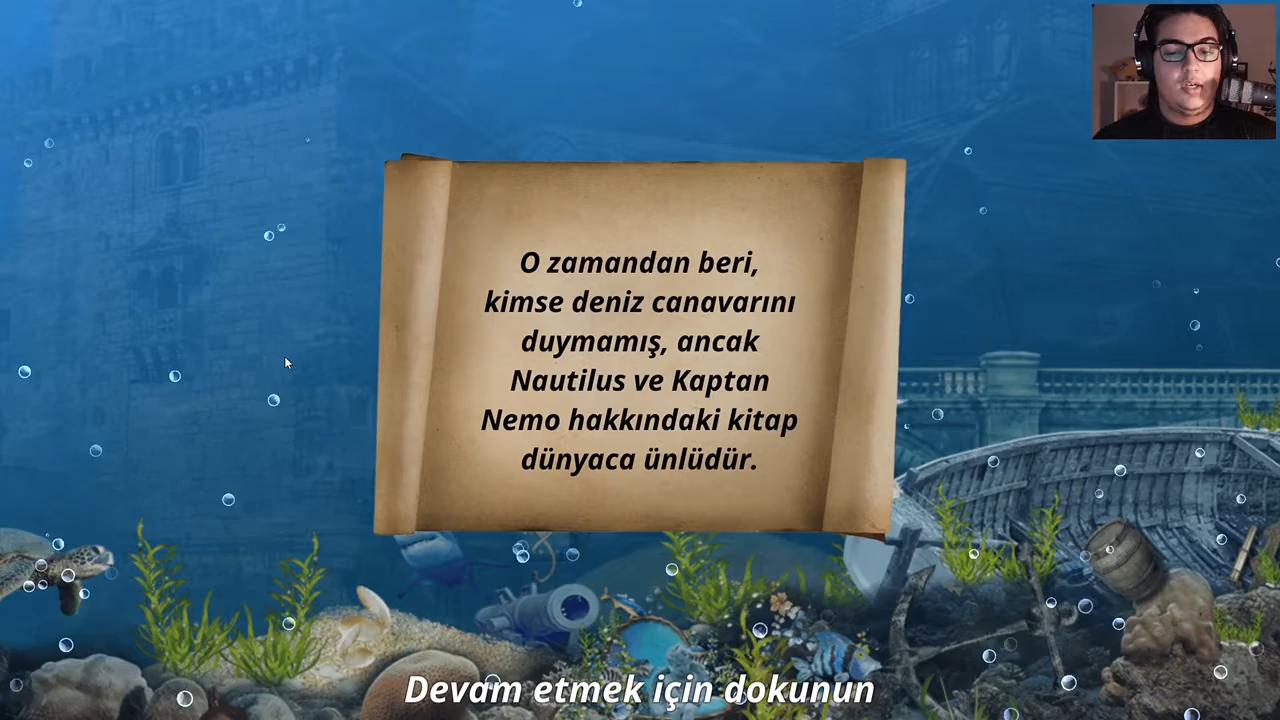 O zamandan beri,
kimse deniz canavarını
duymamış, ancak
Nautilus ve Kaptan
Nemo hakkındaki kitap
dünyaca ünlüdür.
Devam etmek için dokunun